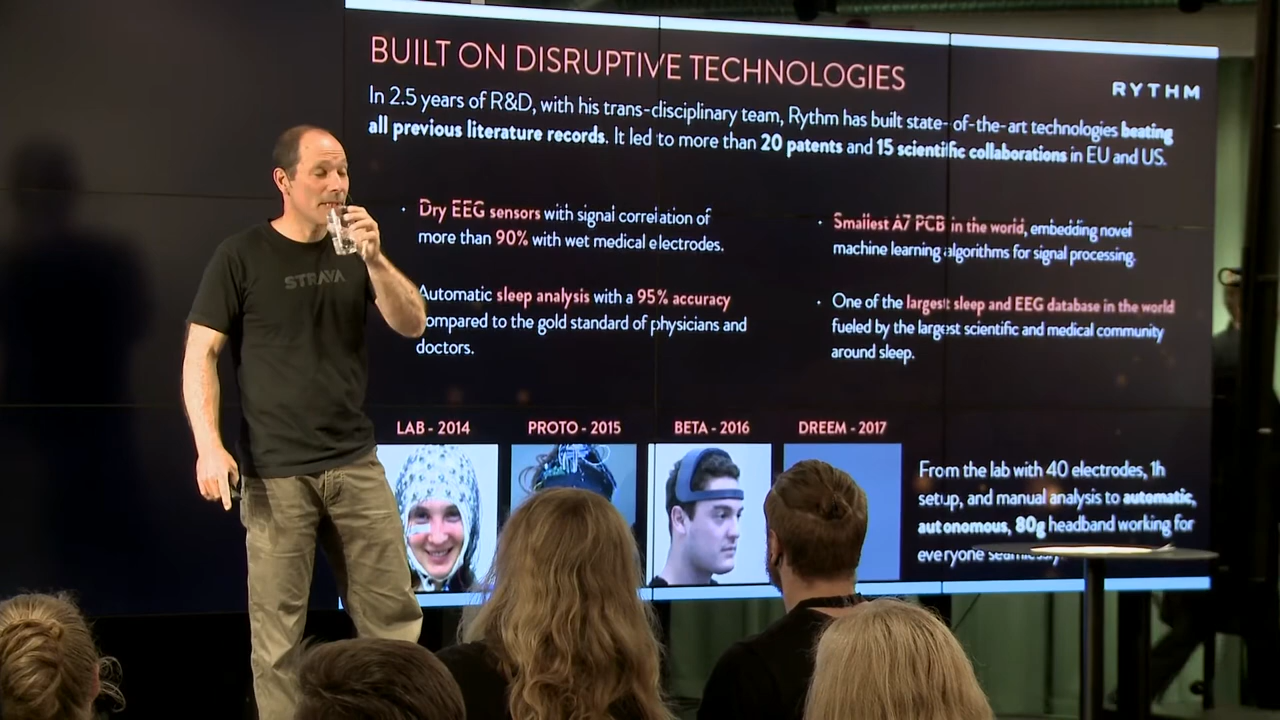 BUILT ON DISRUPTIVE TECHNOLOGIES
RYTHM
In 2.5 years of R&D, with his trans-disciplinary team, Rythm has built state-of-the-art technologies beating
all previous literature records. It led to more than 20 patents and 15 scientific collaborations in EU and US.
• Dry EEG sensors with signal correlation of
more than 90% with wet medical electrodes.
Automatic sleep analysis with a 95% accuracy
compared to the gold standard of physicians and
doctors.
• Smallest A7 PCB in the world, embedding novel
machine learning algorithms for signal processing.
• One of the largest sleep and EEG database in the world
fueled by the largest scientific and medical community
around sleep.
STRAVA
LAB - 2014
PROTO - 2015
BETA - 2016
DREEM - 2017
From the lab with 40 electrodes, 1h
setup, and manual analysis to automatic,
autonomous, 80g headband working for
everyone seamlessly.